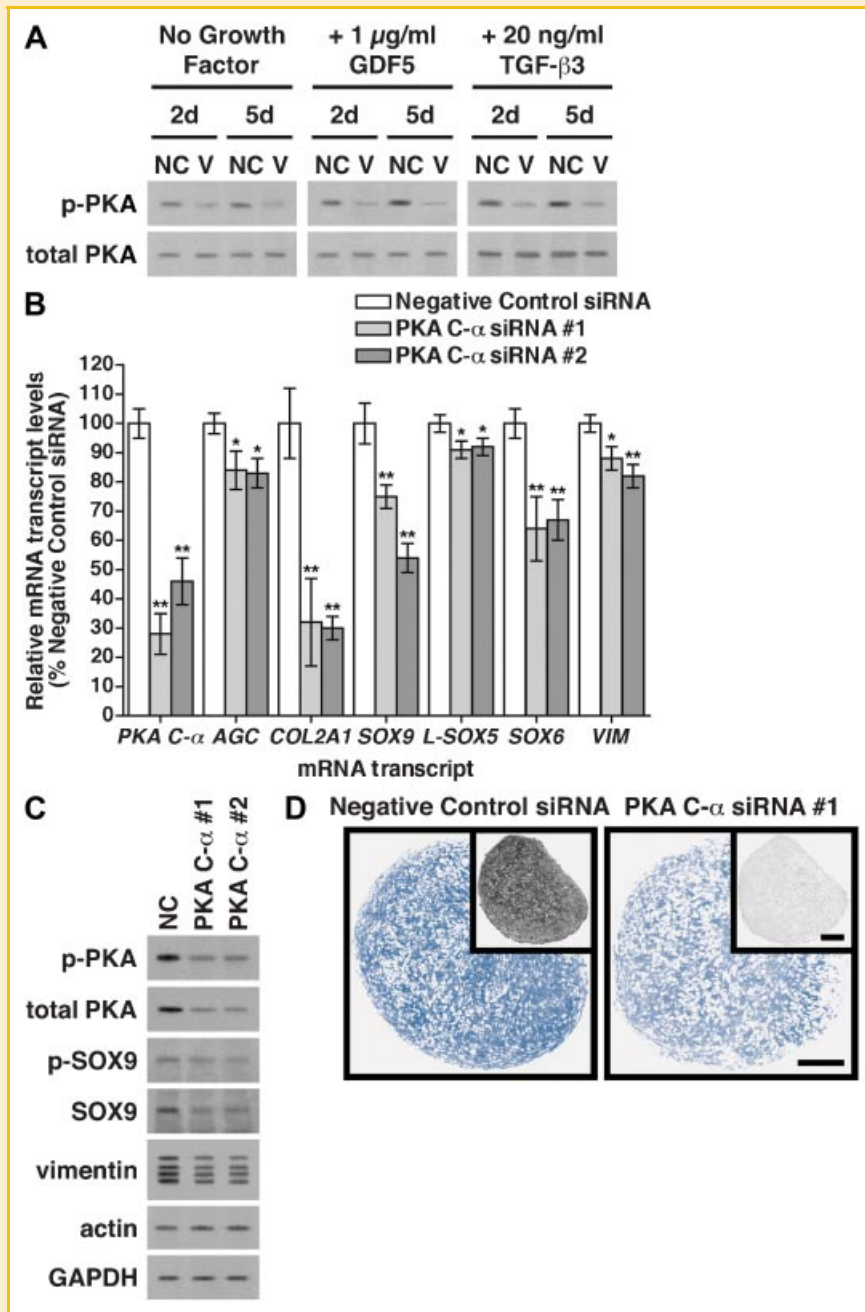 A
No Growth Factor
+ 1 µg/ml GDF5
+ 20 ng/ml TGF-β3
2d 5d 2d 5d 2d 5d
NC V NC V NC V NC V NC V NC V
p-PKA
total PKA
B
Negative Control siRNA
PKA C-α siRNA #1
PKA C-α siRNA #2
Relative mRNA transcript levels
(% Negative Control siRNA)
120
110
100
90
80
70
60
50
40
30
20
10
0
** ** * * ** ** ** ** * * ** ** * **
PKA C-α AGC COL2A1 SOX9 L-SOX5 SOX6 VIM
mRNA transcript
C
NC
PKA C-α #1
PKA C-α #2
p-PKA
total PKA
p-SOX9
SOX9
vimentin
actin
GAPDH
D
Negative Control siRNA PKA C-α siRNA #1